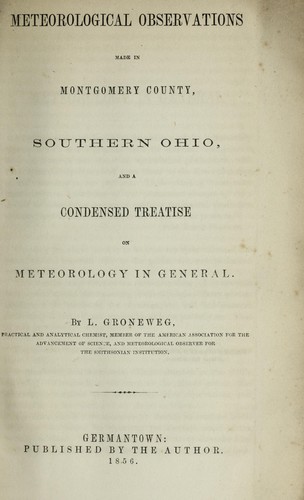 METEOROLOGICAL OBSERVATIONS
MADE IN
MONTGOMERY COUNTY,
SOUTHERN OHIO,
AND A
CONDENSED TREATISE
ON
METEOROLOGY IN GENERAL.
BY L. GRONEWEG,
PRACTICAL AND ANALYTICAL CHEMIST, MEMBER OF THE AMERICAN ASSOCIATION FOR THE
ADVANCEMENT OF SCIENCE, AND METEOROLOGICAL OBSERVER FOR
THE SMITHSONIAN INSTITUTION,
GERMANTOWN:
PUBLISHED BY THE AUTHOR.
1856.